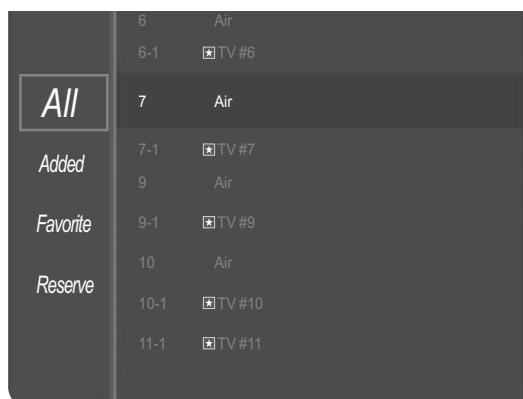 All
Added
Favorite
Reserve
6 Air
6-1 TV #6
7 Air
7-1 TV #7
9 Air
9-1 TV #9
10 Air
10-1 TV #10
11-1 TV #11